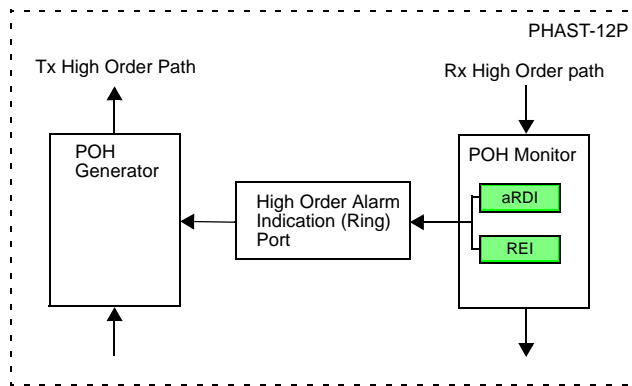 PHAST-12P
Tx High Order Path
Rx High Order path
POH
Generator
POH Monitor
High Order Alarm
Indication (Ring)
Port
aRDI
REI